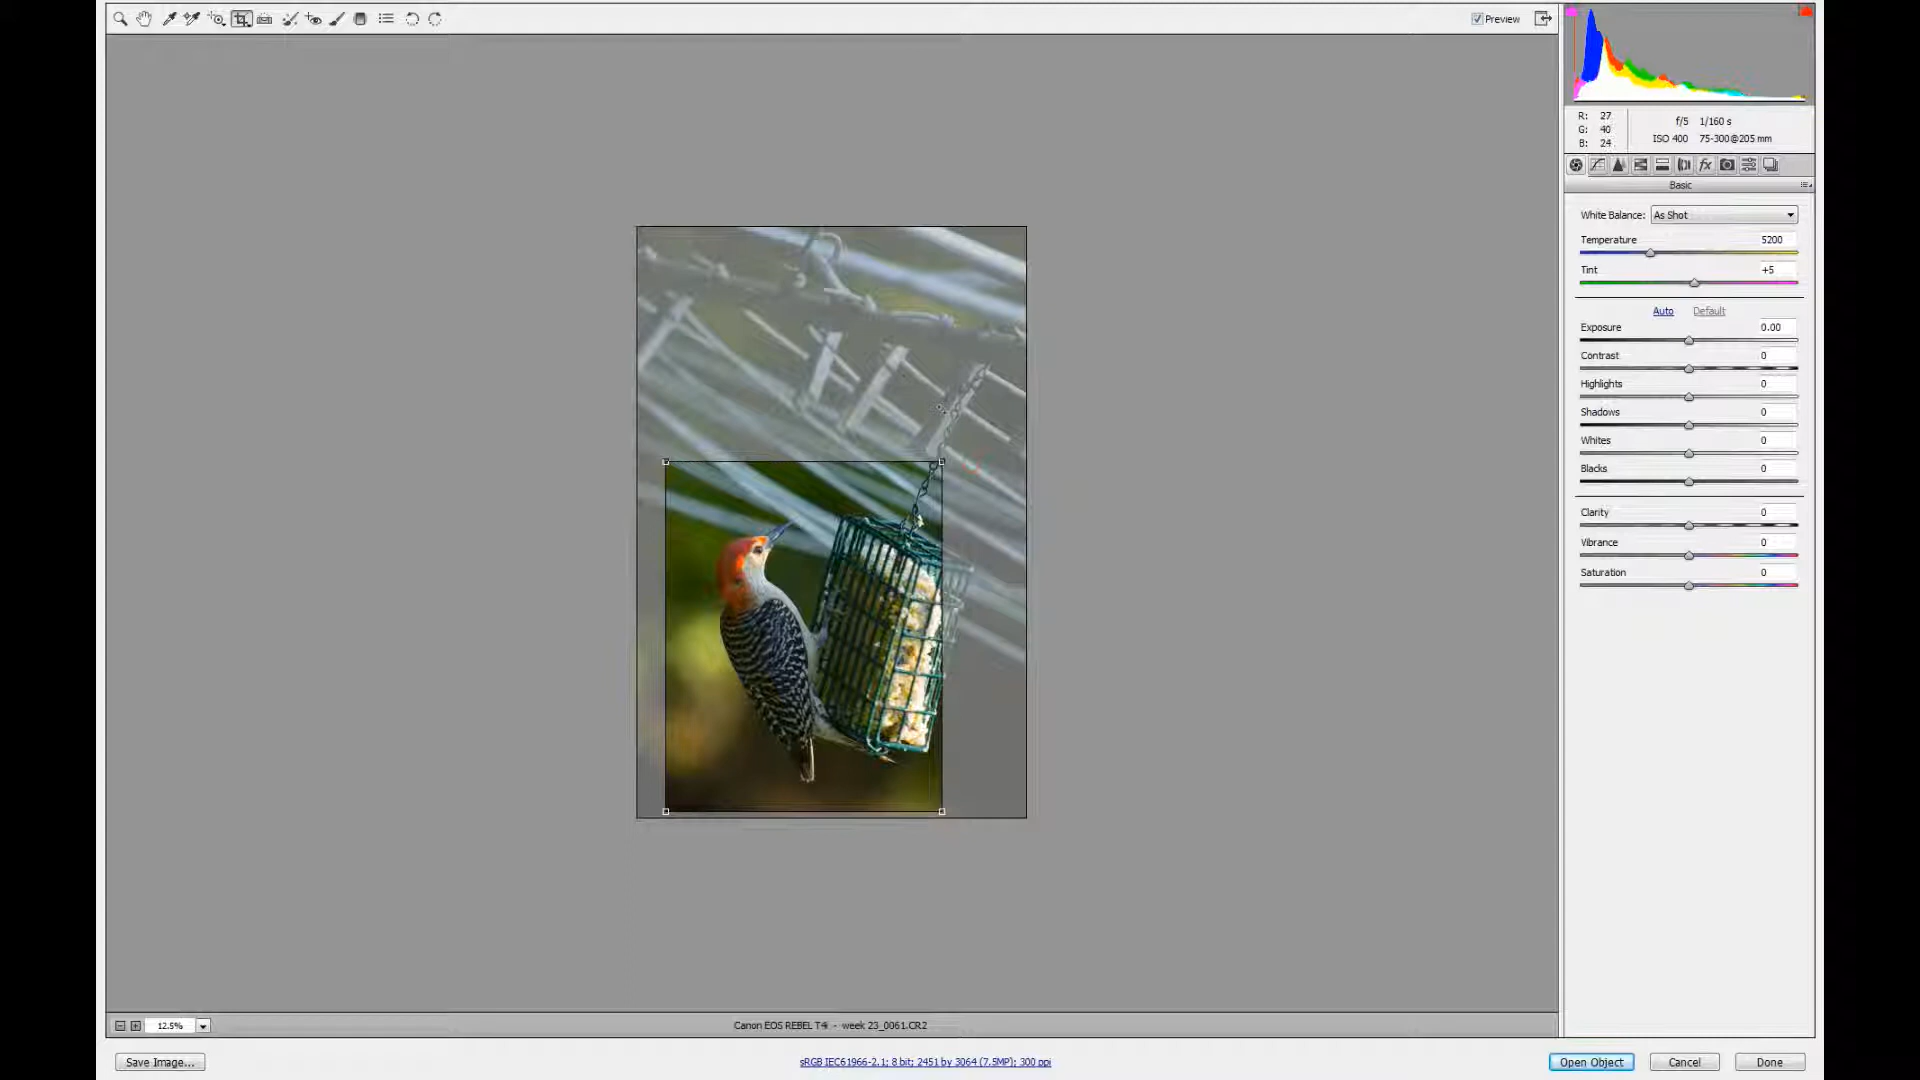 Preview
R: 27
G: 40
B: 24
f/5 1/160 s
ISO 400 75-300@205 mm
fx
Basic
White Balance: As Shot
Temperature 5200
Tint +5
Auto Default
Exposure 0.00
Contrast 0
Highlights 0
Shadows 0
Whites 0
Blacks 0
Clarity 0
Vibrance 0
Saturation 0
12.5%
Canon EOS REBEL T4i - week 23_0061.CR2
Save Image...
sRGB IEC61966-2.1; 8 bit; 2451 by 3064 (7.5MP); 300 ppi
Open Object
Cancel
Done